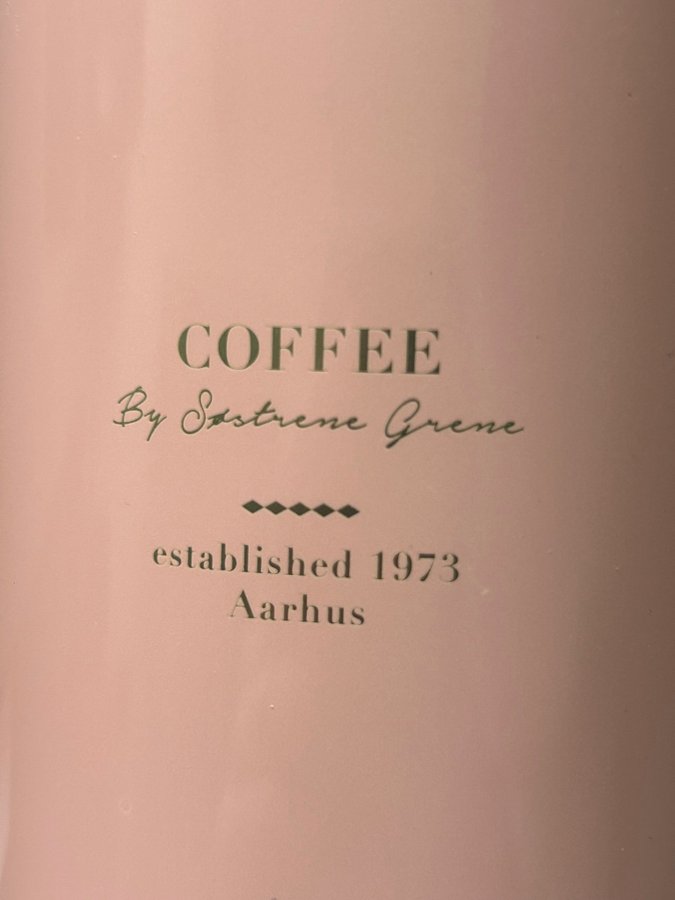 COFFEE
By Søstrene Grene
established 1973
Aarhus